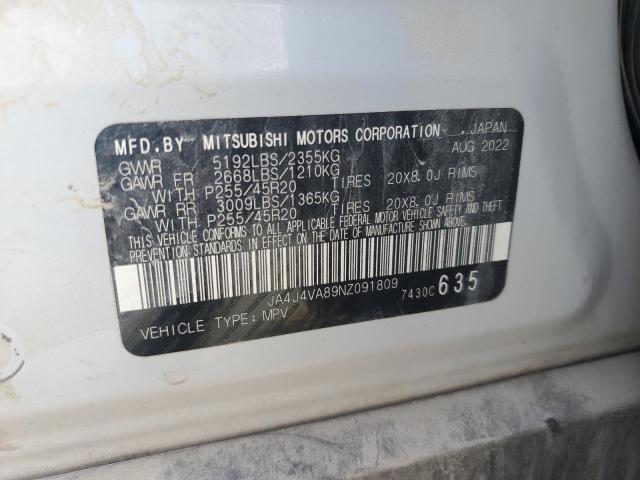 MFD.BY MITSUBISHI MOTORS CORPORATION, JAPAN
GVWR 5192LBS/2355KG AUG 2022
GAWR FR 2668LBS/1210KG
WITH P255/45R20 TIRES 20X8.0J RIMS
GAWR RR 3009LBS/1365KG
WITH P255/45R20 TIRES 20X8.0J RIMS
THIS VEHICLE CONFORMS TO ALL APPLICABLE FEDERAL MOTOR VEHICLE SAFETY AND THEFT
PREVENTION STANDARDS IN EFFECT ON THE DATE OF MANUFACTURE SHOWN ABOVE.
JA4J4VA89NZ091809
7430C 635
VEHICLE TYPE: MPV